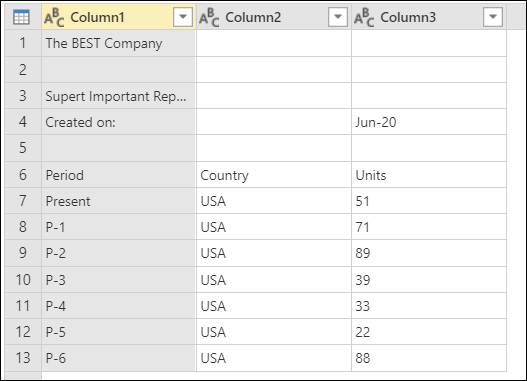 ABC Column1 ABC Column2 ABC Column3
1 The BEST Company
2
3 Supert Important Rep...
4 Created on: Jun-20
5
6 Period Country Units
7 Present USA 51
8 P-1 USA 71
9 P-2 USA 89
10 P-3 USA 39
11 P-4 USA 33
12 P-5 USA 22
13 P-6 USA 88